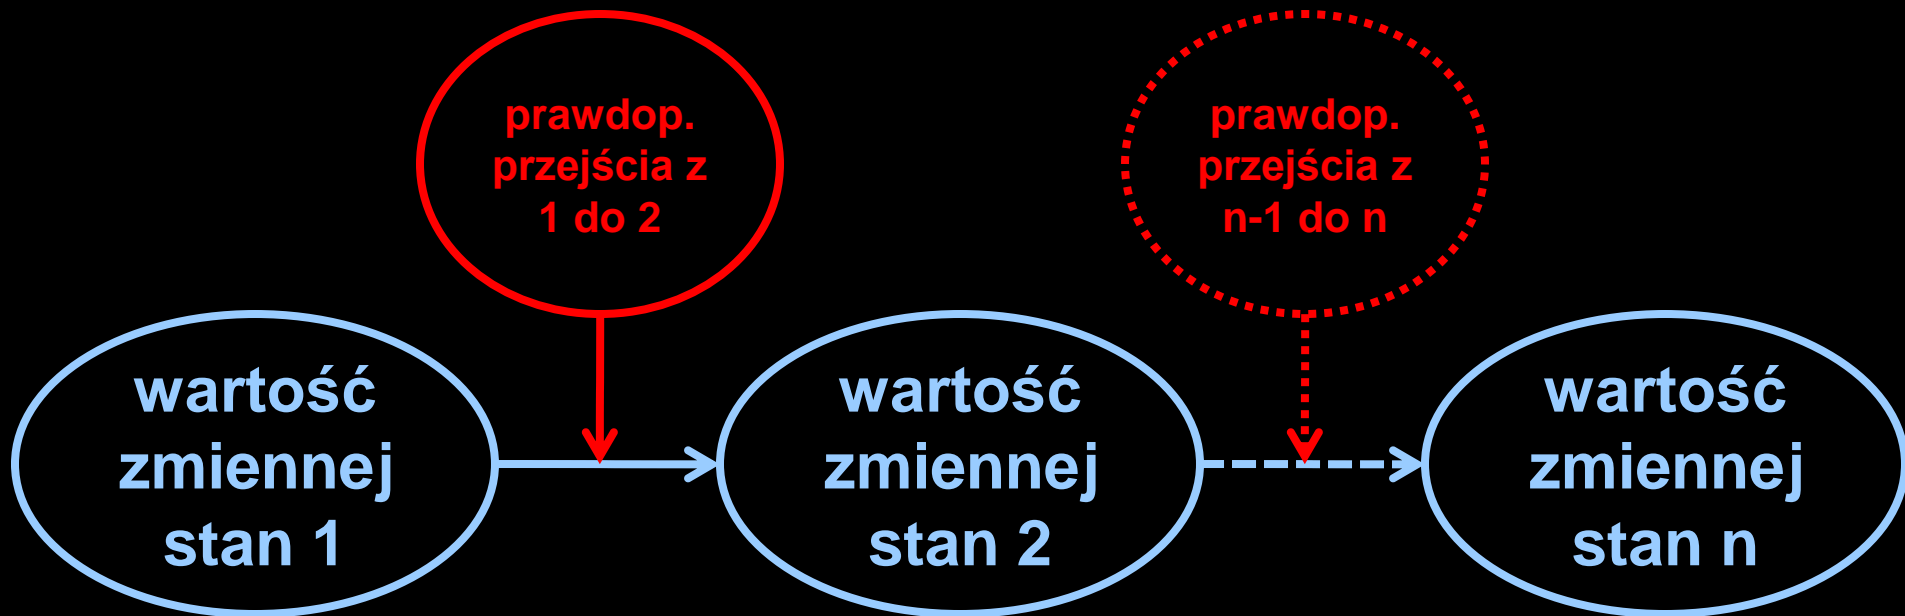 prawdop.
przejścia z
1 do 2
prawdop.
przejścia z
n-1 do n
wartość
zmiennej
stan 1
wartość
zmiennej
stan 2
wartość
zmiennej
stan n